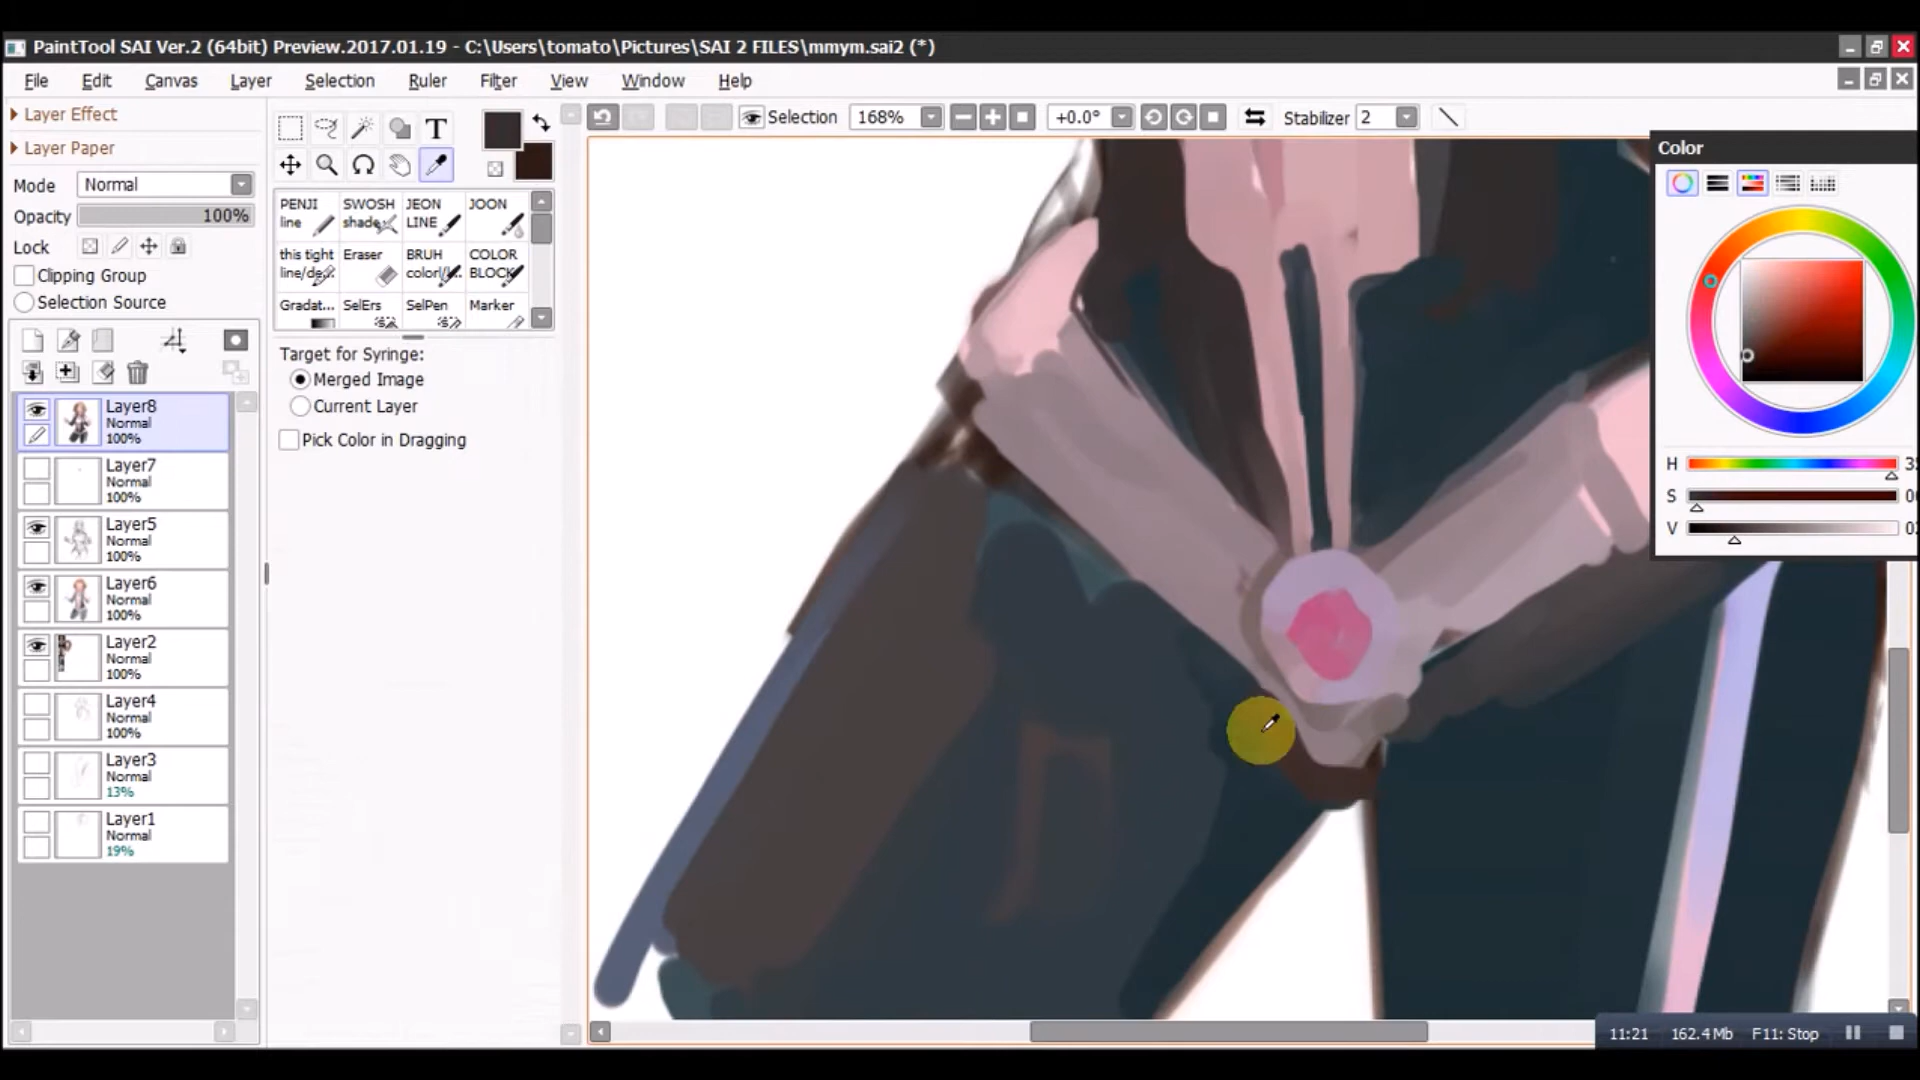 PaintTool SAI Ver.2 (64bit) Preview.2017.01.19 - C:\Users\tomato\Pictures\SAI 2 FILES\mmym.sai2 (*)
File Edit Canvas Layer Selection Ruler Filter View Window Help
Layer Effect
Layer Paper
Mode Normal
Opacity 100%
Lock
Clipping Group
Selection Source
Layer8
Normal
100%
Layer7
Normal
100%
Layer5
Normal
100%
Layer6
Normal
100%
Layer2
Normal
100%
Layer4
Normal
100%
Layer3
Normal
13%
Layer1
Normal
19%
T
PENJI
line
SWOSH
shade
JEON
LINE
JOON
this tight
line/de..
Eraser
BRUH
color/l..
COLOR
BLOCK
Gradat...
SelErs
SelPen
Marker
Target for Syringe:
Merged Image
Current Layer
Pick Color in Dragging
Selection 168% +0.0° Stabilizer 2
Color
H
S
V
11:21 162.4 Mb F11: Stop